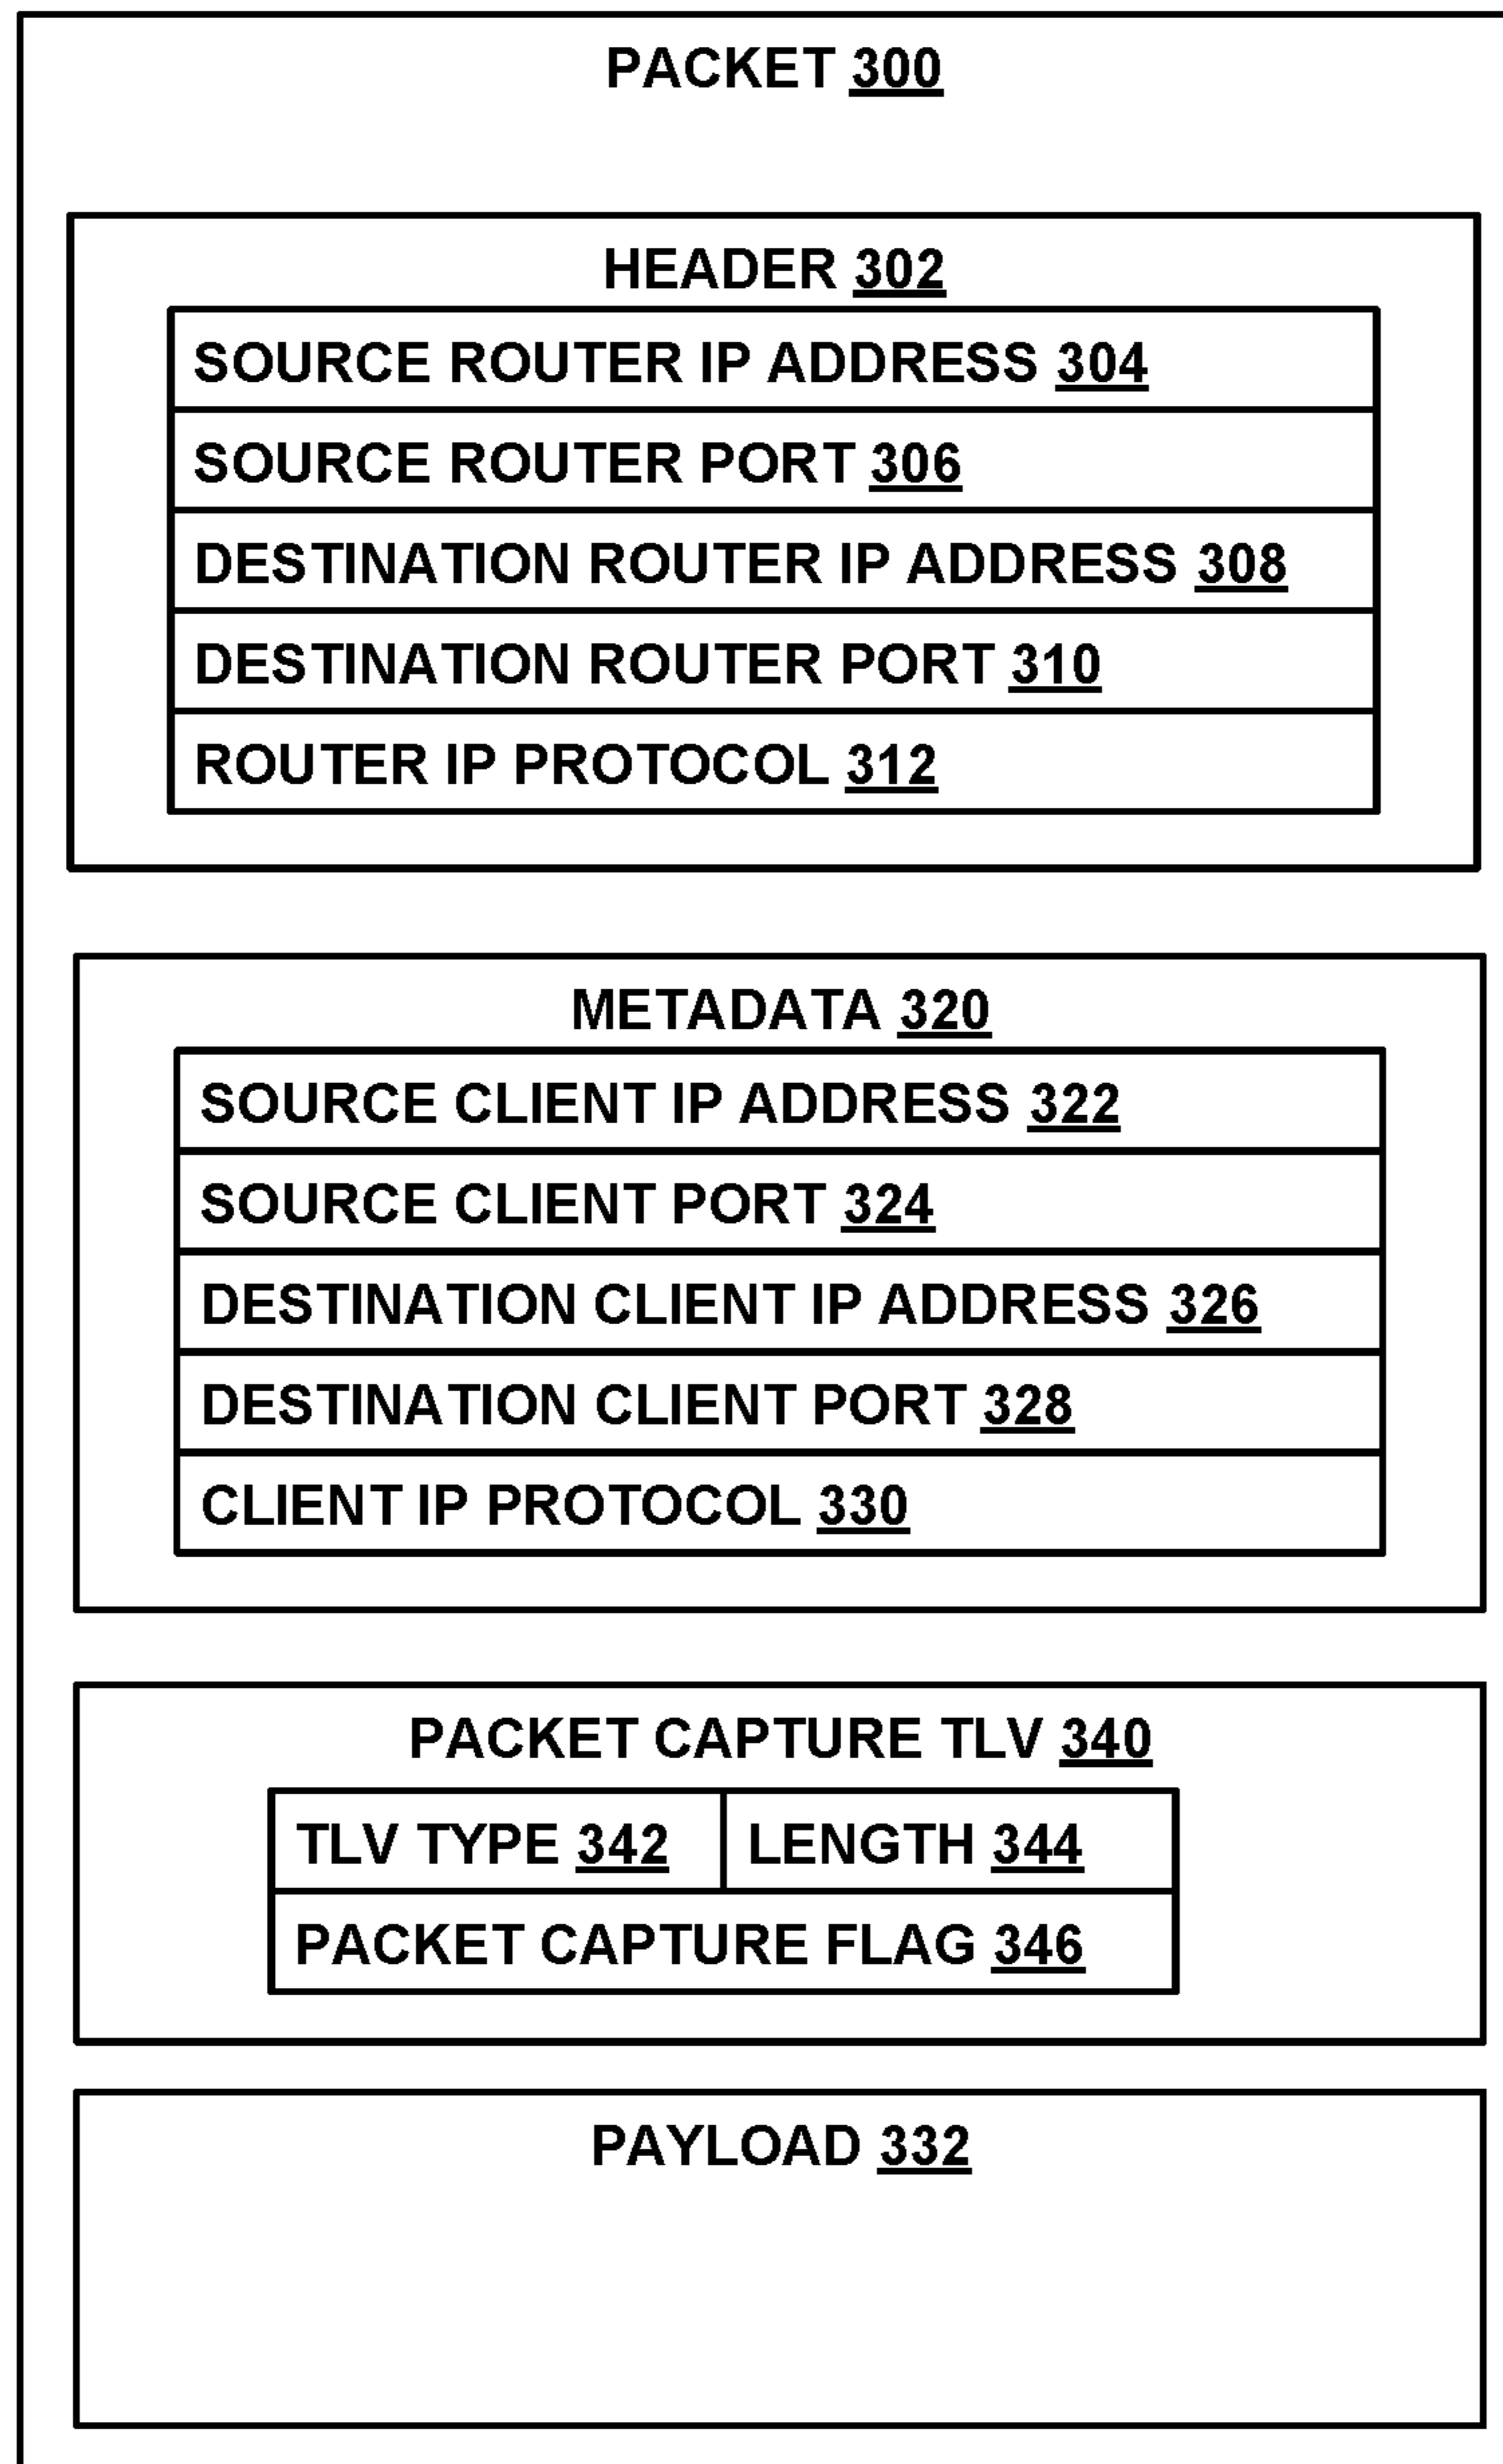 PACKET 300
HEADER 302
SOURCE ROUTER IP ADDRESS 304
SOURCE ROUTER PORT 306
DESTINATION ROUTER IP ADDRESS 308
DESTINATION ROUTER PORT 310
ROUTER IP PROTOCOL 312
METADATA 320
SOURCE CLIENT IP ADDRESS 322
SOURCE CLIENT PORT 324
DESTINATION CLIENT IP ADDRESS 326
DESTINATION CLIENT PORT 328
CLIENT IP PROTOCOL 330
PACKET CAPTURE TLV 340
TLV TYPE 342 LENGTH 344
PACKET CAPTURE FLAG 346
PAYLOAD 332